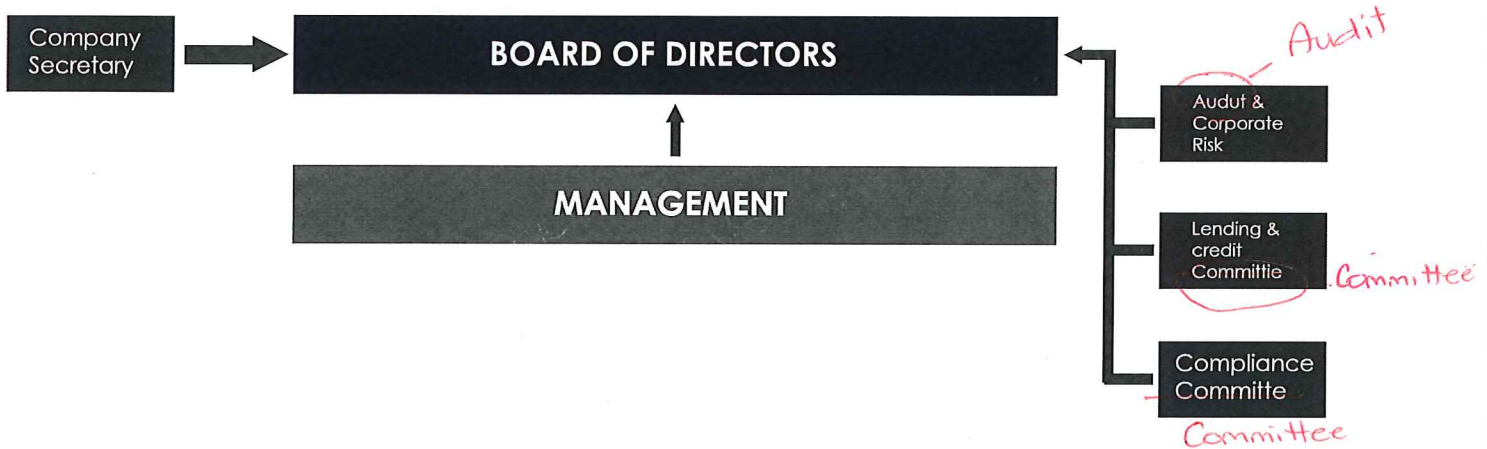 Company
Secretary
BOARD OF DIRECTORS
Audit
Audut &
Corporate
Risk
MANAGEMENT
Lending &
credit
Committie
.Committee
Compliance
Committe
Committee